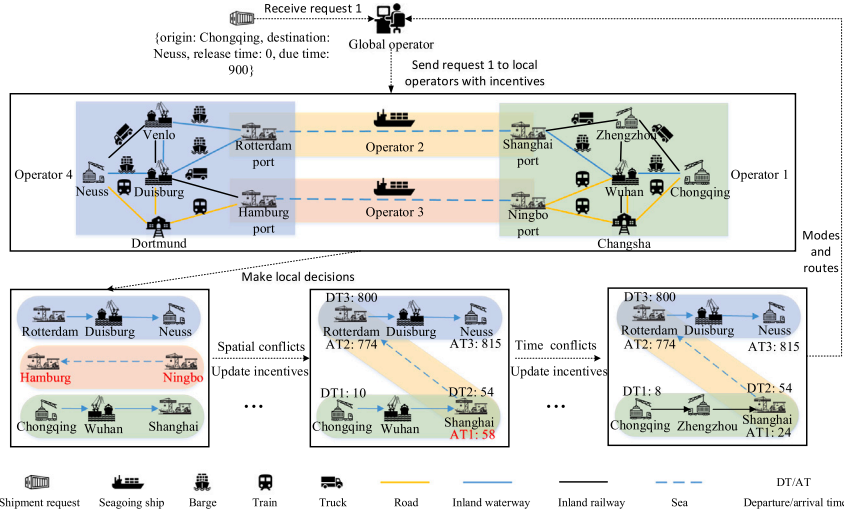 Receive request 1
{origin: Chongqing, destination:
Neuss, release time: 0, due time:
900}
Global operator
Send request 1 to local
operators with incentives
Venlo
Rotterdam
port
Operator 2
Shanghai
port
Zhengzhou
Operator 4
Neuss
Duisburg
Wuhan
Chongqing
Operator 1
Hamburg
port
Operator 3
Ningbo
port
Dortmund
Changsha
Modes
and
routes
Make local decisions
Rotterdam
Duisburg
Neuss
Hamburg
Ningbo
Chongqing
Wuhan
Shanghai
Spatial conflicts
Update incentives
...
DT3: 800
Rotterdam
Duisburg
Neuss
AT2: 774
AT3: 815
DT1: 10
DT2: 54
Chongqing
Wuhan
Shanghai
AT1: 58
Time conflicts
Update incentives
...
DT3: 800
Rotterdam
Duisburg
Neuss
AT2: 774
AT3: 815
DT1: 8
DT2: 54
Chongqing
Zhengzhou
Shanghai
AT1: 24
DT/AT
Shipment request
Seagoing ship
Barge
Train
Truck
Road
Inland waterway
Inland railway
Sea
Departure/arrival time